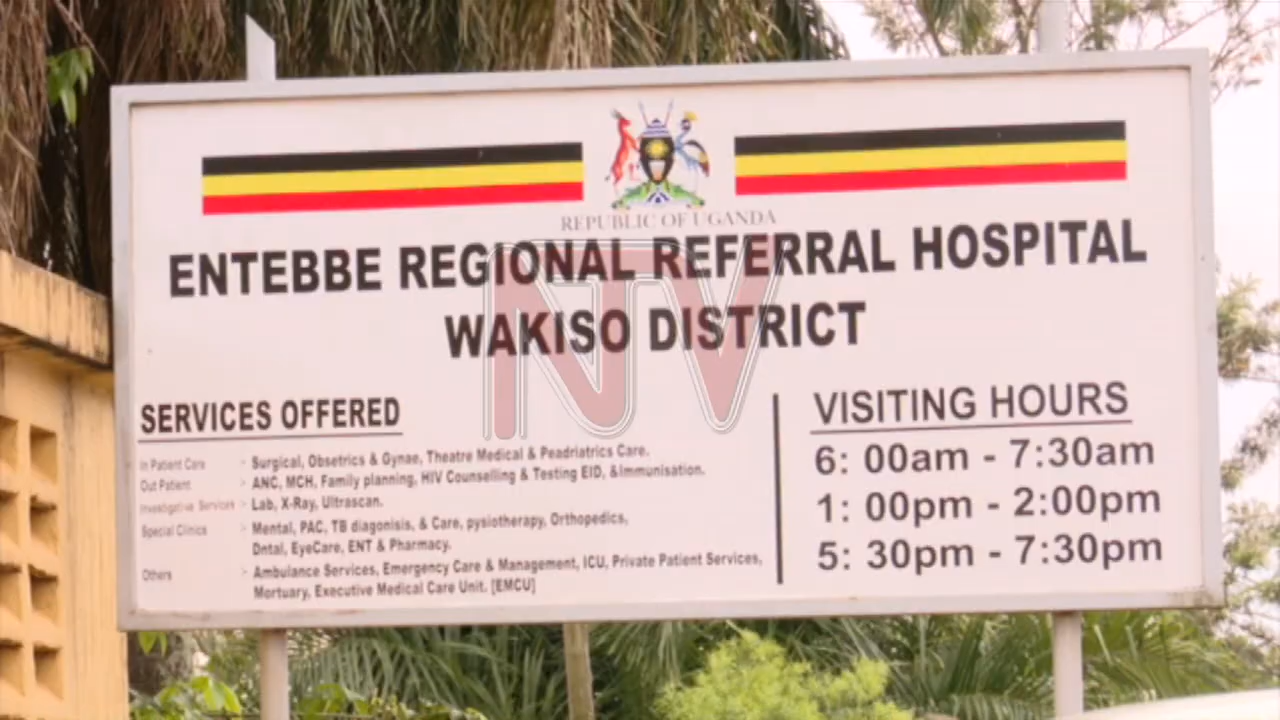 REPUBLIC OF UGANDA
ENTEBBE REGIONAL REFERRAL HOSPITAL
WAKISO DISTRICT
NTV
SERVICES OFFERED
In Patient Care - Surgical, Obsetrics & Gynae, Theatre Medical & Peadriatrics Care.
Out Patient - ANC, MCH, Family planning, HIV Counselling & Testing EID, &Immunisation.
Investigative Services - Lab, X-Ray, Ultrascan.
Special Clinics - Mental, PAC, TB diagonisis, & Care, pysiotherapy, Orthopedics,
Dntal, EyeCare, ENT & Pharmacy.
Others - Ambulance Services, Emergency Care & Management, ICU, Private Patient Services,
Mortuary, Executive Medical Care Unit. [EMCU]
VISITING HOURS
6: 00am - 7:30am
1: 00pm - 2:00pm
5: 30pm - 7:30pm